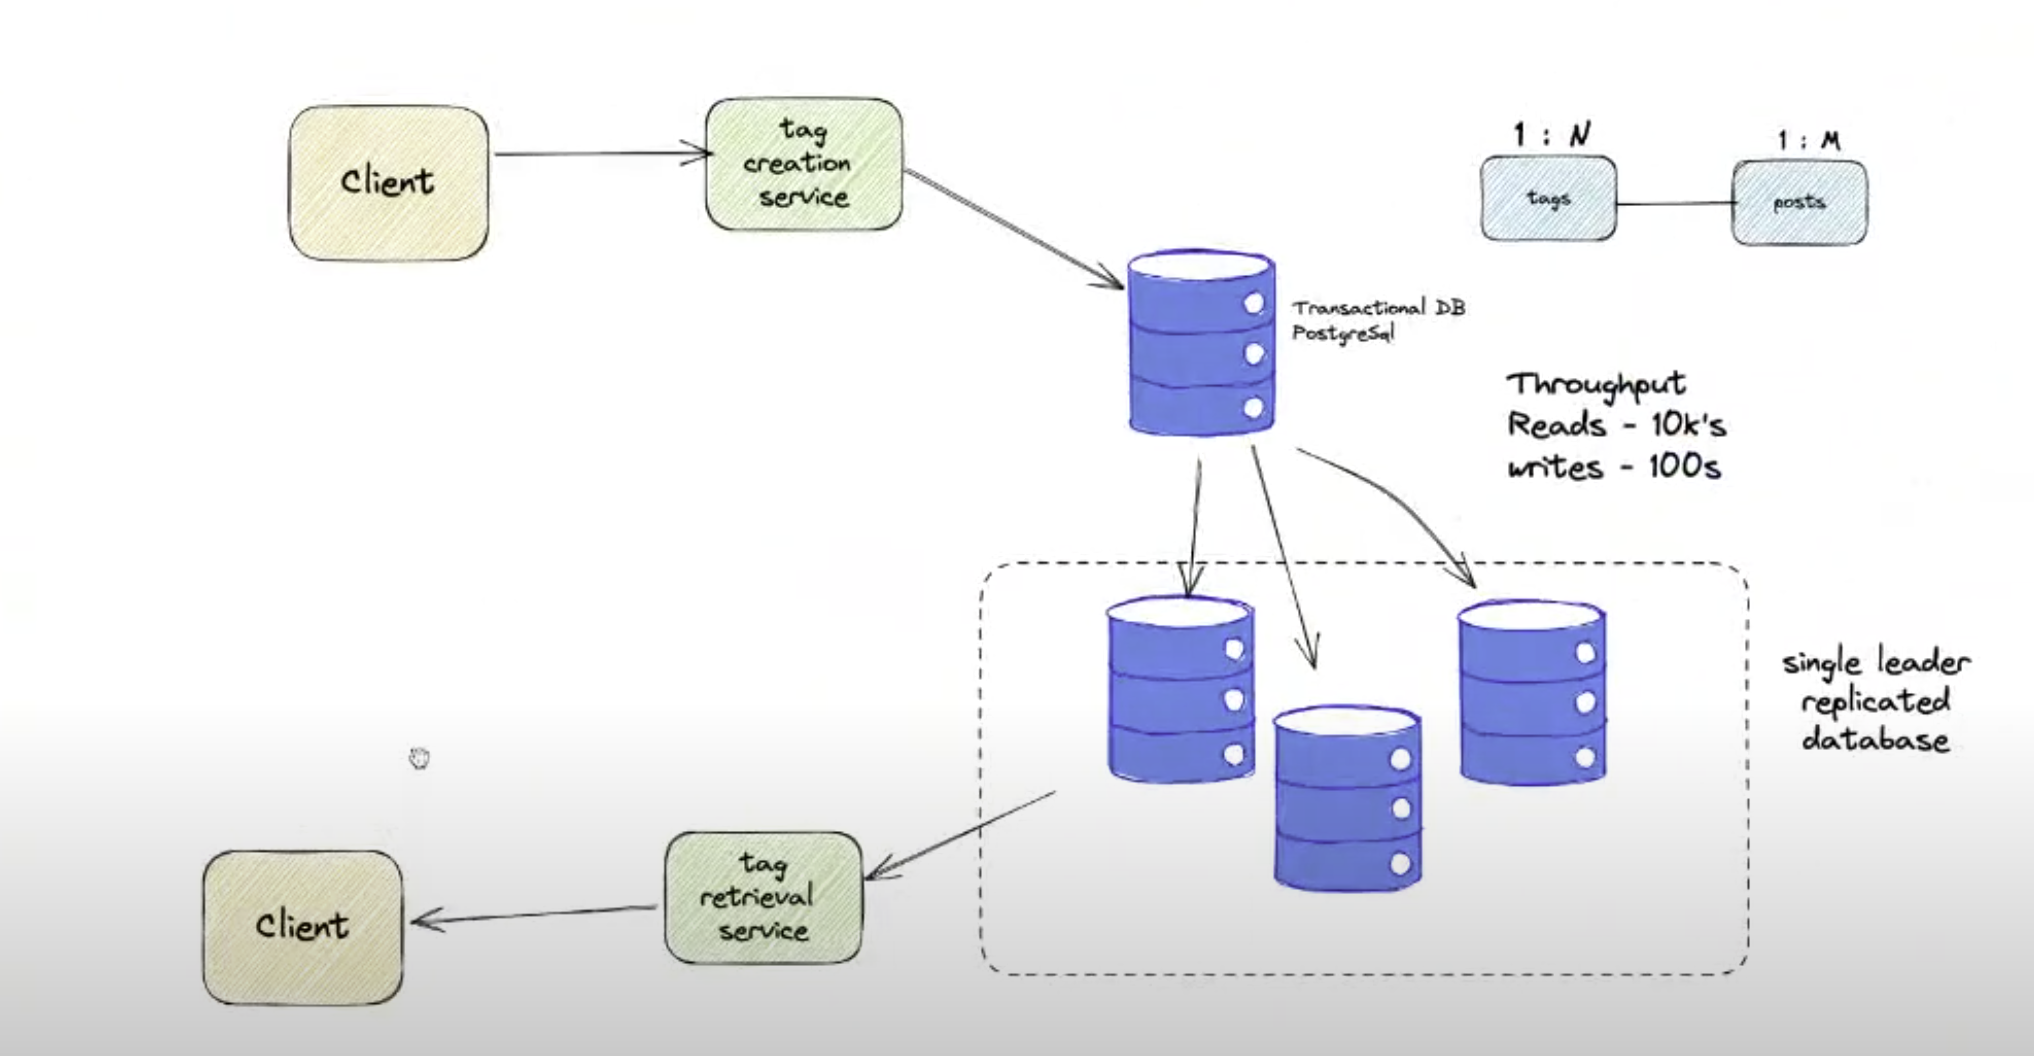 Client
tag
creation
service
1 : N
1 : M
tags
posts
Transactional DB
PostgreSql
Throughput
Reads - 10k's
writes - 100s
single leader
replicated
database
tag
retrieval
service
Client